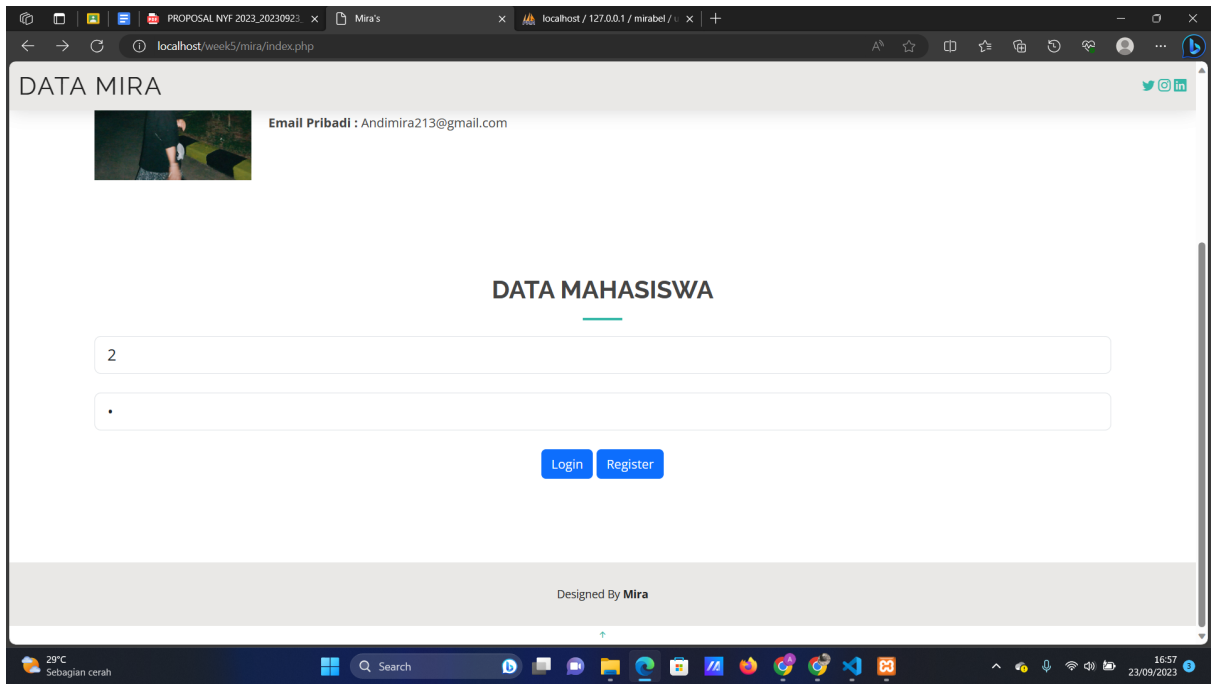 PROPOSAL NYF 2023_20230923_
Mira's
localhost / 127.0.0.1 / mirabel / u
localhost/week5/mira/index.php
DATA MIRA
Email Pribadi : Andimira213@gmail.com
DATA MAHASISWA
2
•
Login Register
Designed By Mira
29°C
Sebagian cerah
Search
16:57
23/09/2023
3